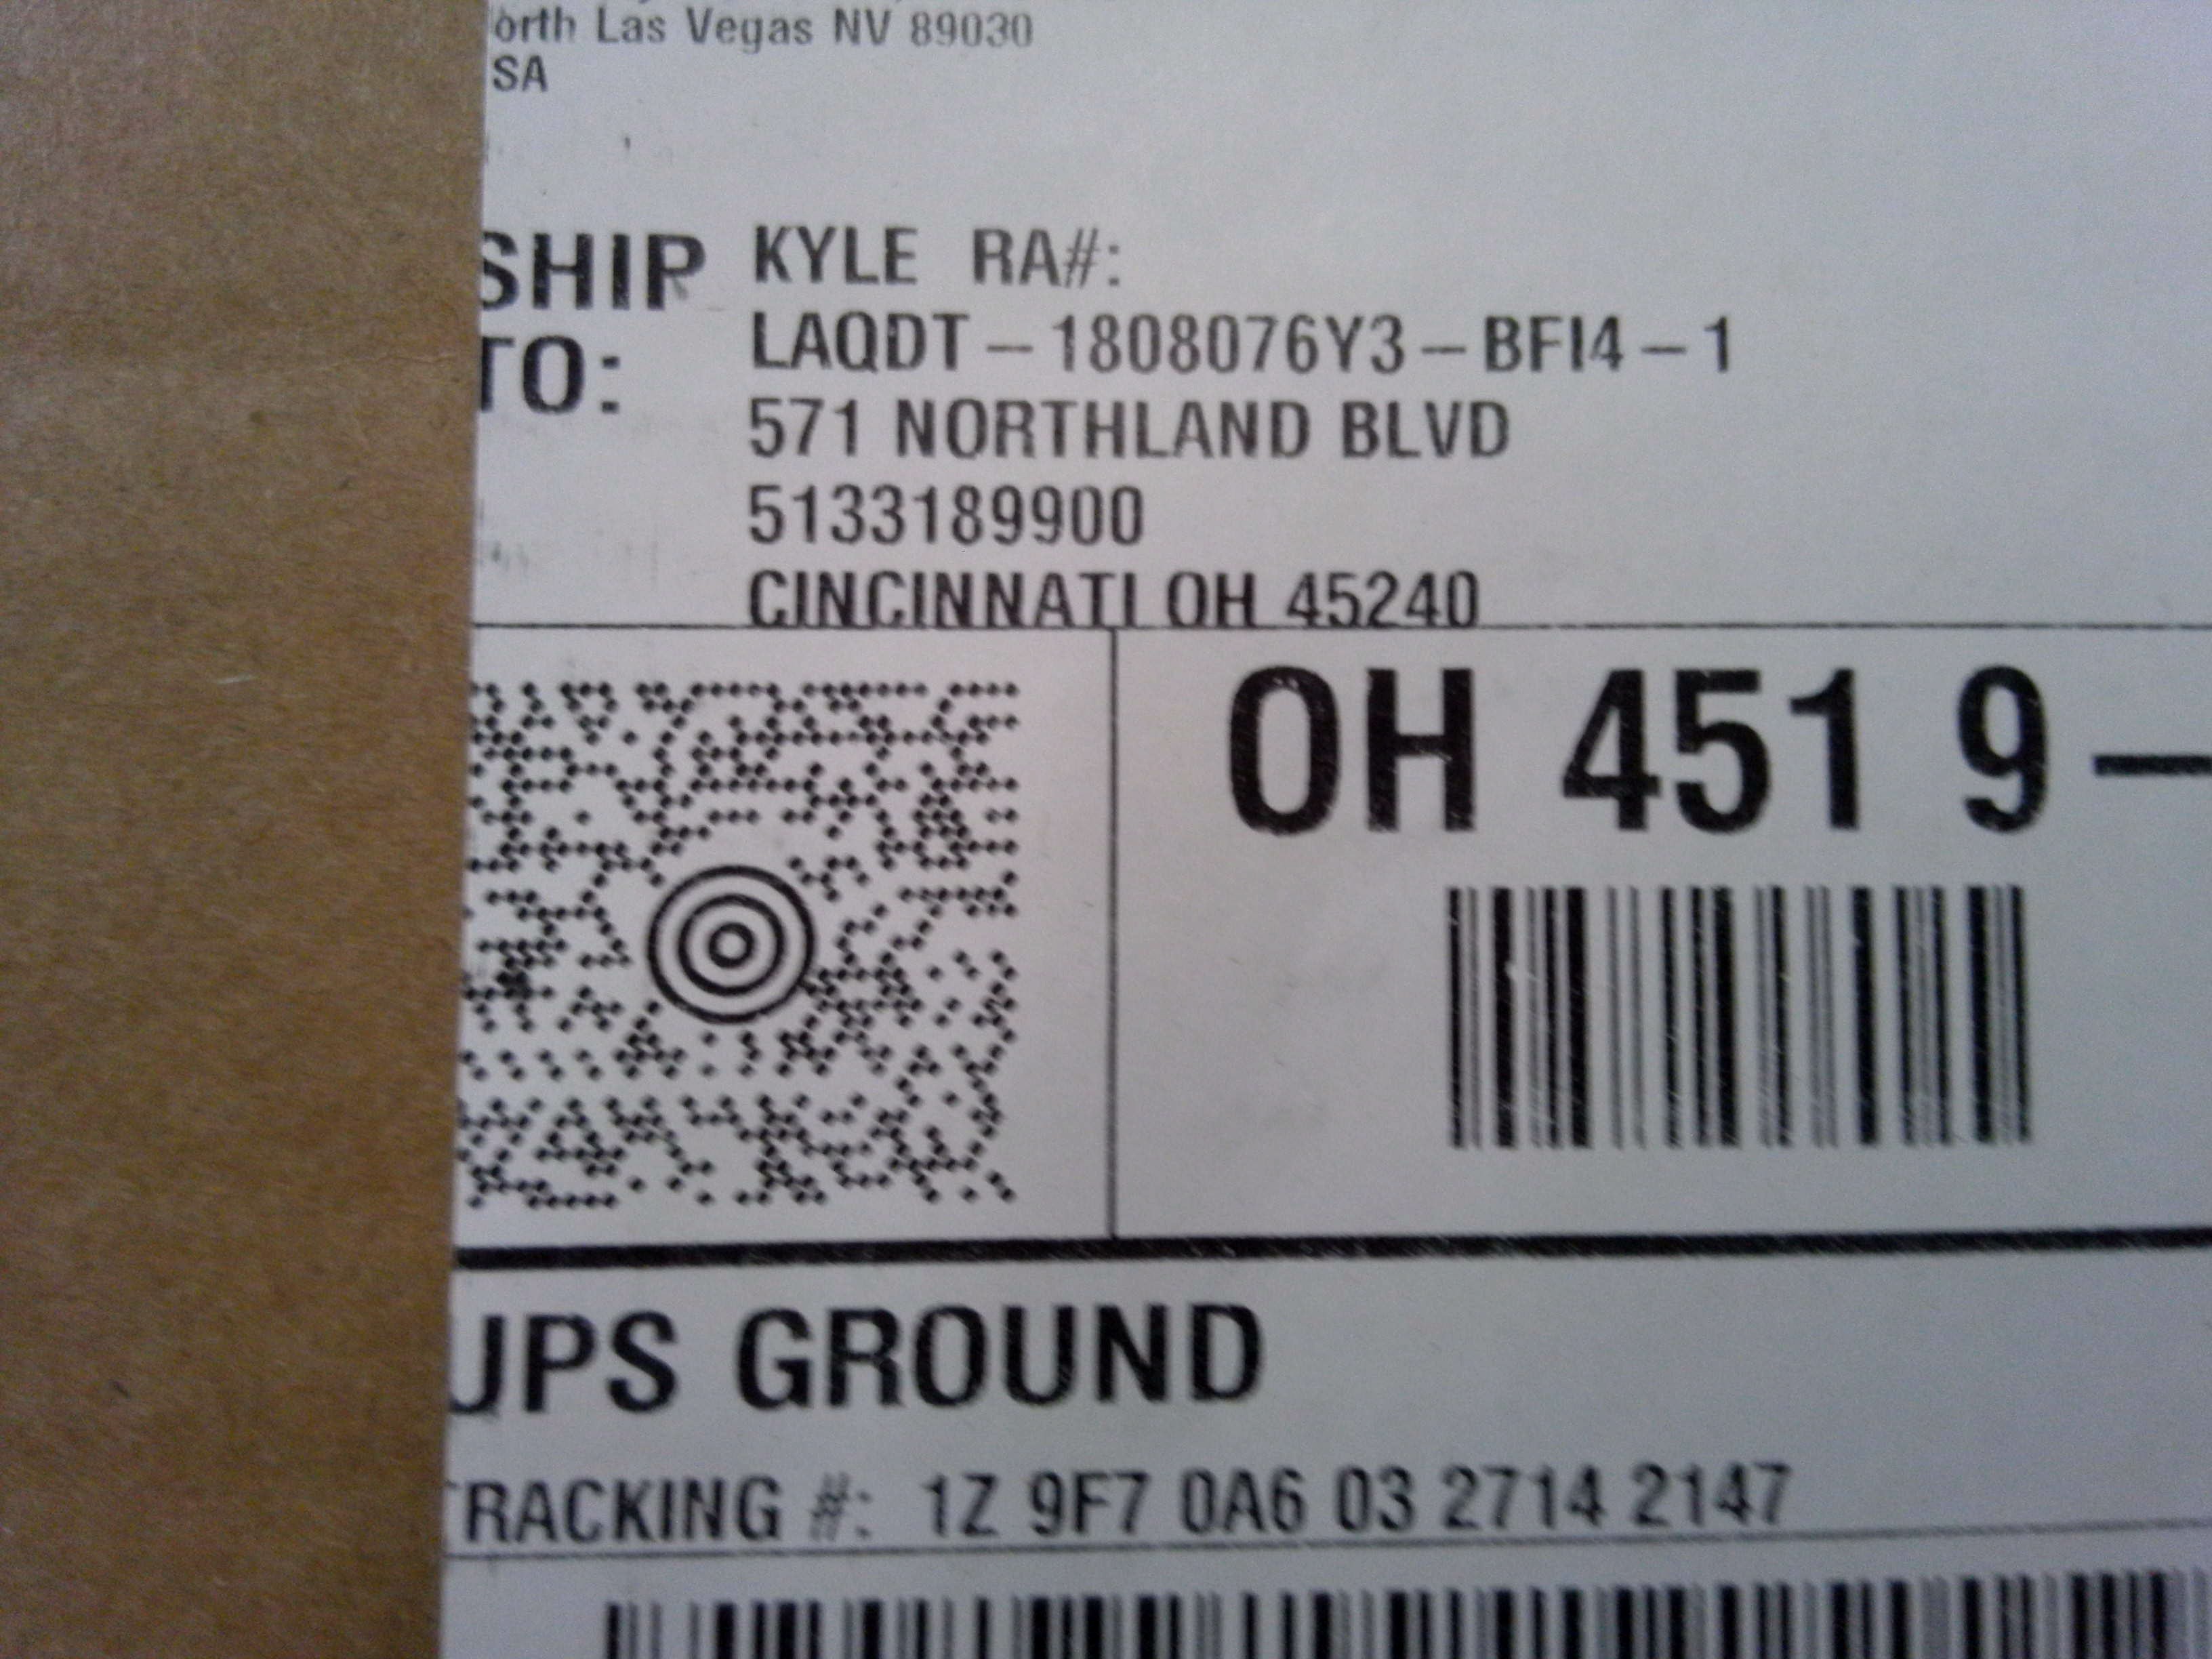 orth Las Vegas NV 89030
SA
SHIP TO:
KYLE RA#:
LAQDT-1808076Y3-BFI4-1
571 NORTHLAND BLVD
5133189900
CINCINNATI OH 45240
OH 451 9-
UPS GROUND
TRACKING #: 1Z 9F7 0A6 03 2714 2147